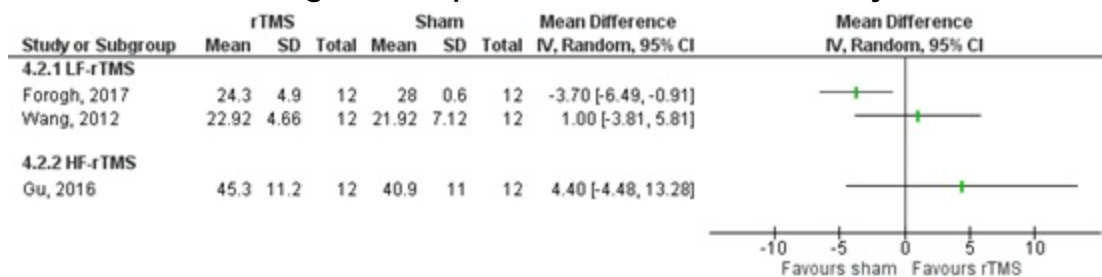 rTMS Sham Mean Difference Mean Difference
Study or Subgroup Mean SD Total Mean SD Total IV, Random, 95% CI IV, Random, 95% CI
4.2.1 LF-rTMS
Forogh, 2017 24.3 4.9 12 28 0.6 12 -3.70 [-6.49, -0.91]
Wang, 2012 22.92 4.66 12 21.92 7.12 12 1.00 [-3.81, 5.81]
4.2.2 HF-rTMS
Gu, 2016 45.3 11.2 12 40.9 11 12 4.40 [-4.48, 13.28]
-10 -5 0 5 10
Favours sham Favours rTMS